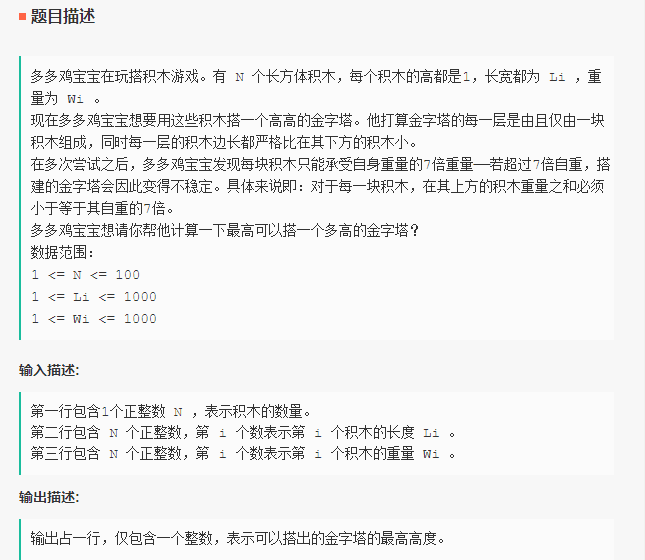 题目描述
多多鸡宝宝在玩搭积木游戏。有 N 个长方体积木，每个积木的高都是1，长宽都为 Li ，重
量为 Wi 。
现在多多鸡宝宝想要用这些积木搭一个高高的金字塔。他打算金字塔的每一层是由且仅由一块
积木组成，同时每一层的积木边长都严格比在其下方的积木小。
在多次尝试之后，多多鸡宝宝发现每块积木只能承受自身重量的7倍重量——若超过7倍自重，搭
建的金字塔会因此变得不稳定。具体来说即：对于每一块积木，在其上方的积木重量之和必须
小于等于其自重的7倍。
多多鸡宝宝想请你帮他计算一下最高可以搭一个多高的金字塔？
数据范围：
1 <= N <= 100
1 <= Li <= 1000
1 <= Wi <= 1000
输入描述:
第一行包含1个正整数 N ，表示积木的数量。
第二行包含 N 个正整数，第 i 个数表示第 i 个积木的长度 Li 。
第三行包含 N 个正整数，第 i 个数表示第 i 个积木的重量 Wi 。
输出描述:
输出占一行，仅包含一个整数，表示可以搭出的金字塔的最高高度。